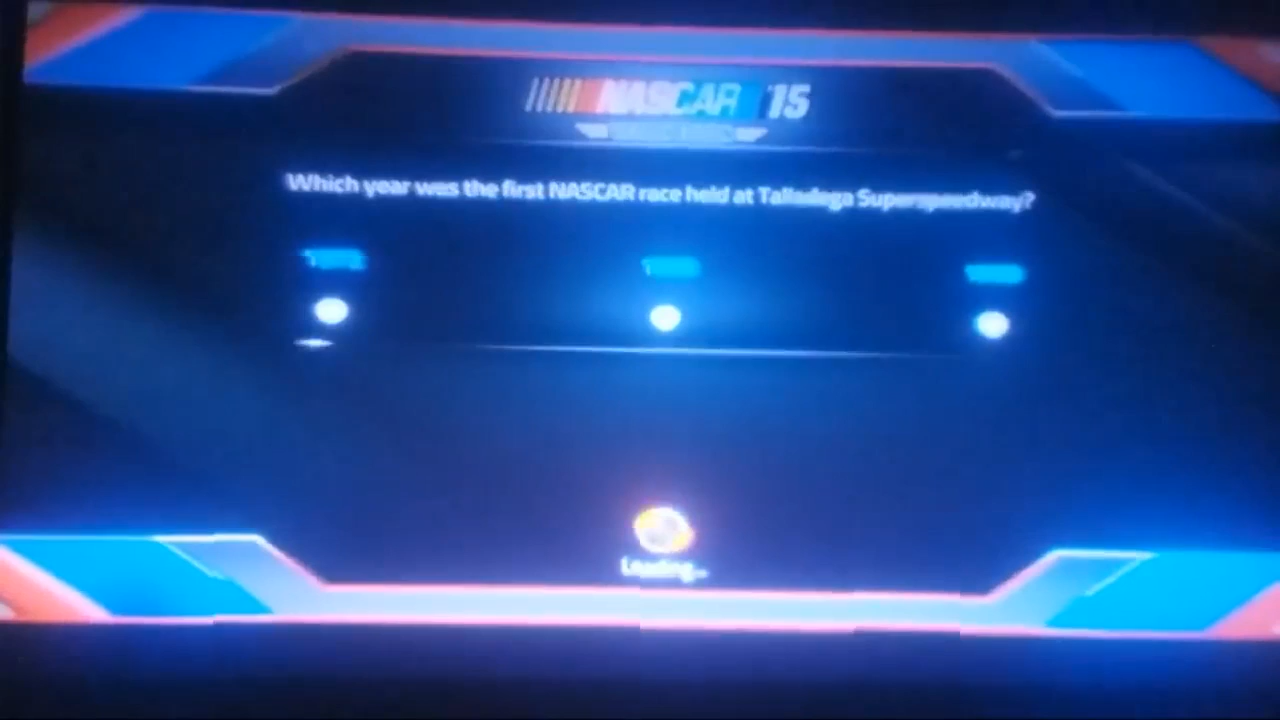 NASCAR '15
Which year was the first NASCAR race held at Talladega Superspeedway?
Loading...